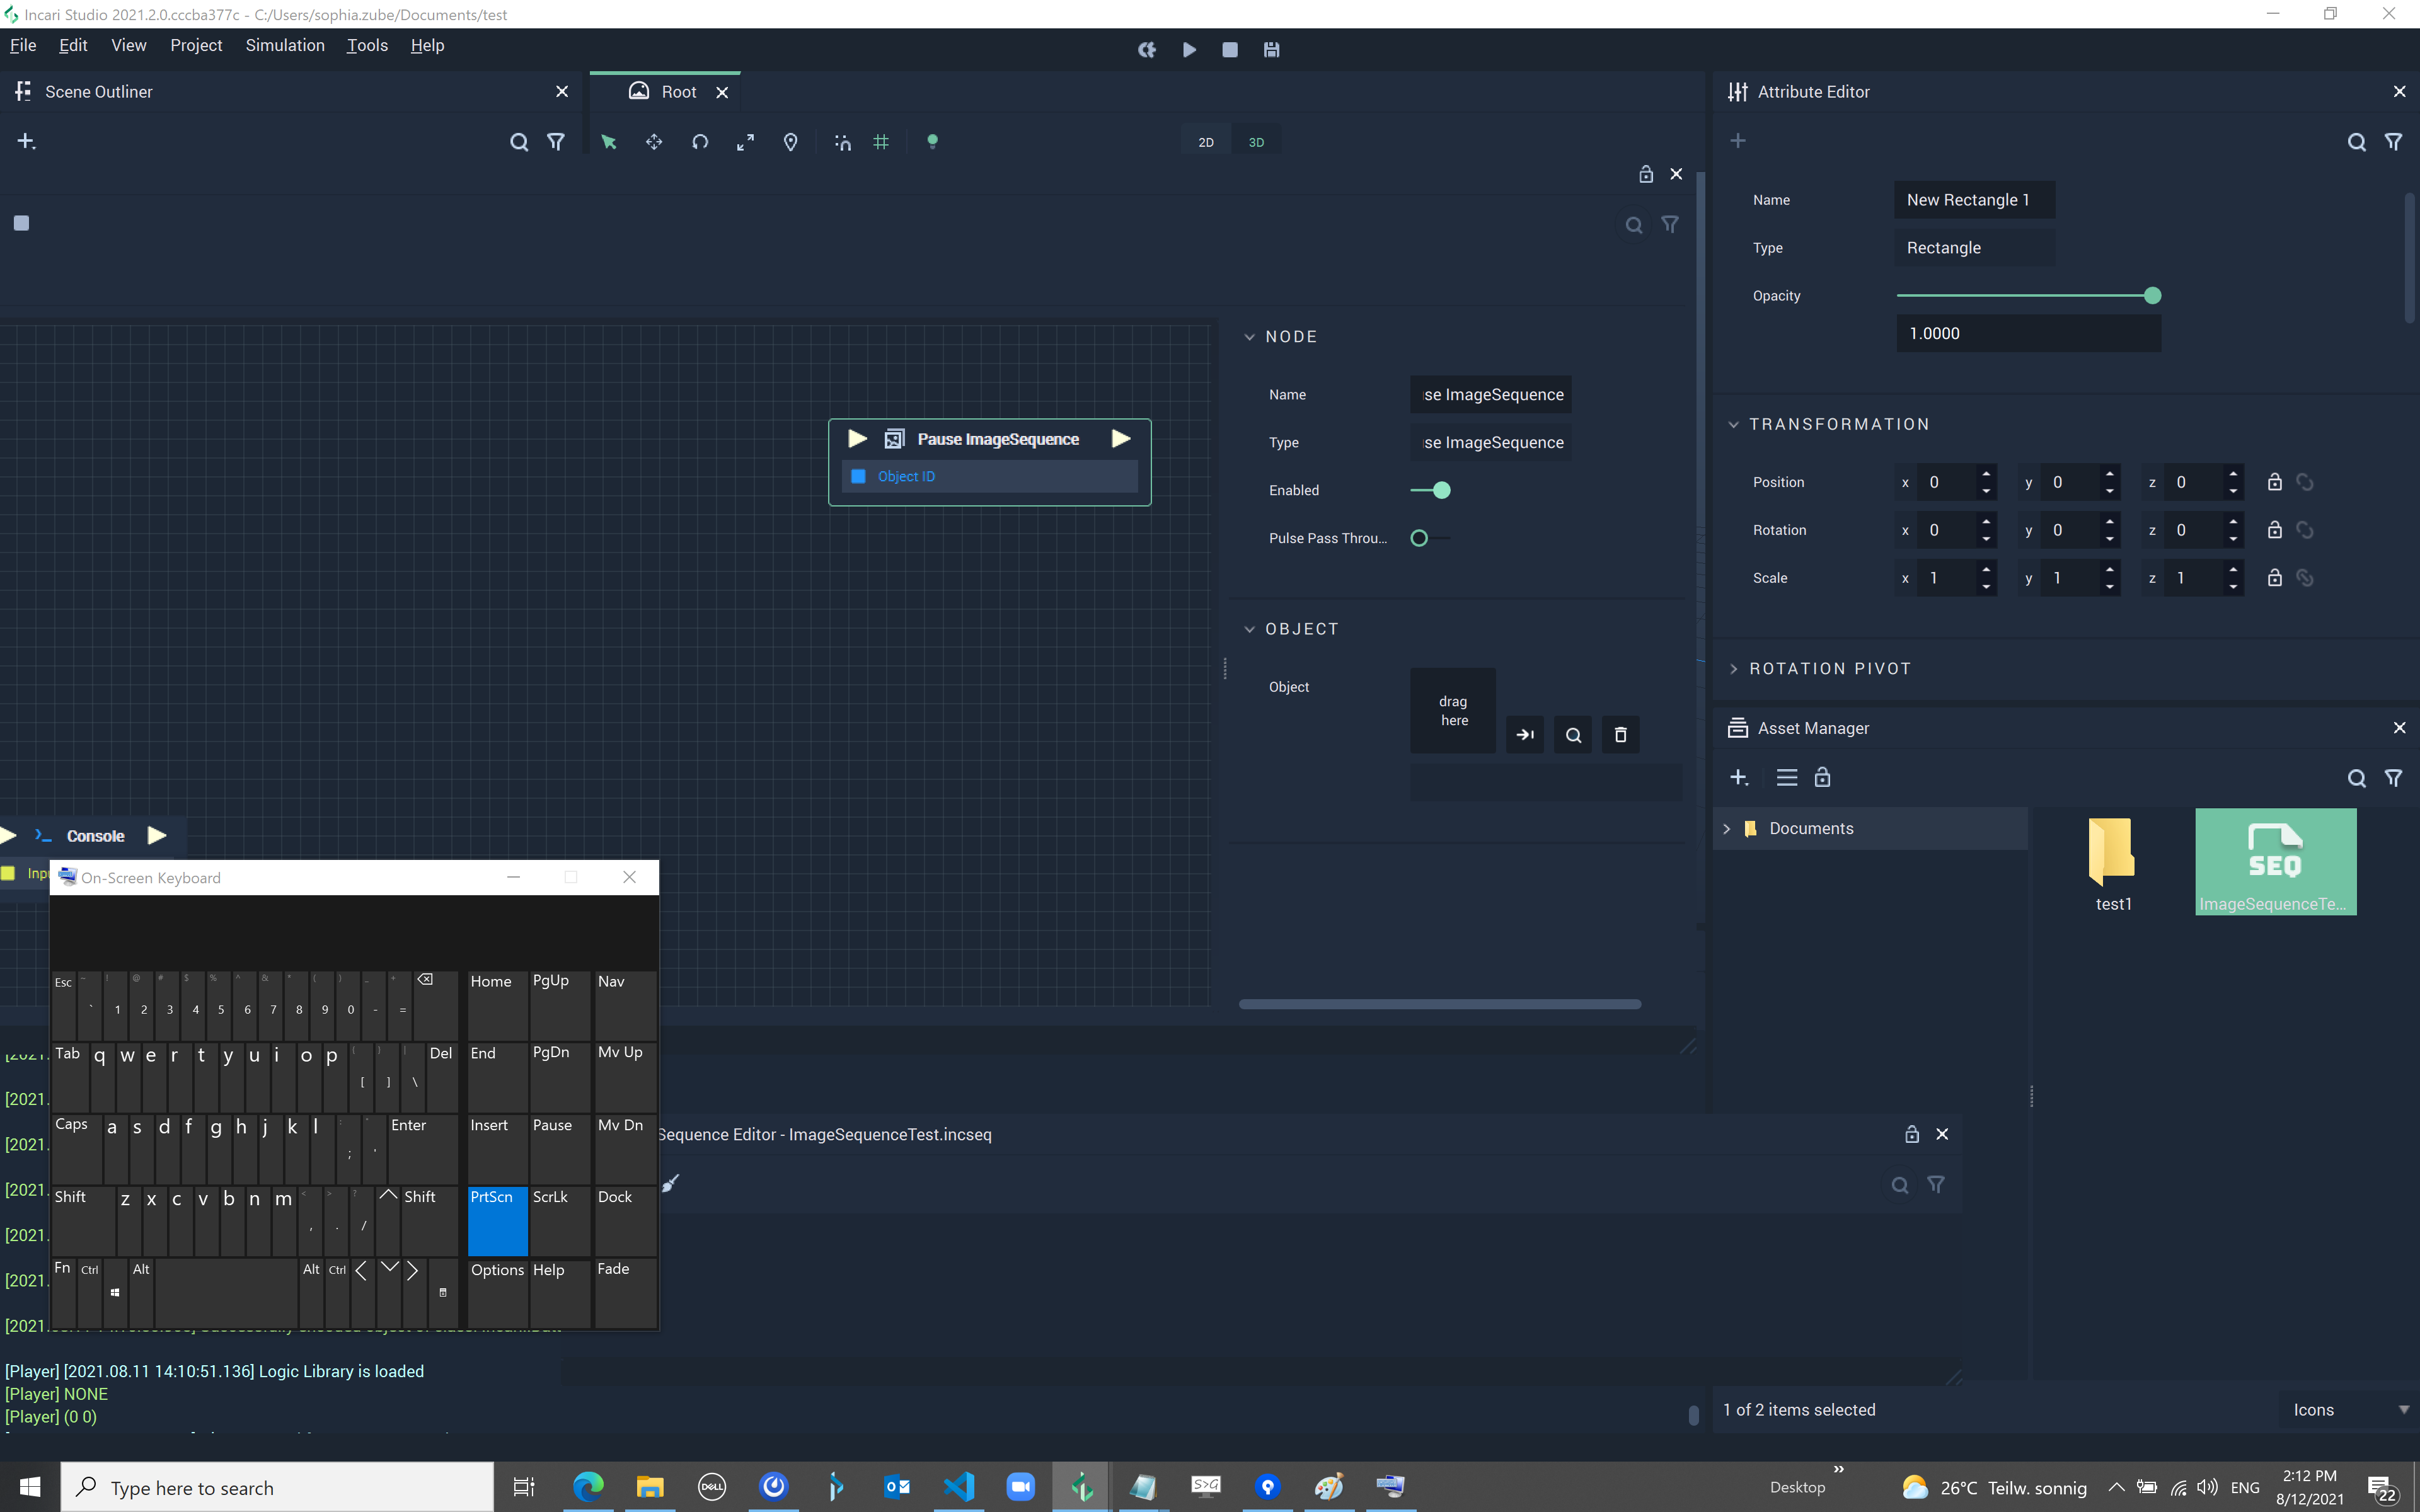 Incari Studio 2021.2.0.cccba377c - C:/Users/sophia.zube/Documents/test
File Edit View Project Simulation Tools Help
Scene Outliner
Root
2D 3D
Attribute Editor
Name New Rectangle 1
Type Rectangle
Opacity
1.0000
NODE
Name se ImageSequence
Type se ImageSequence
Enabled
Pulse Pass Throu...
Pause ImageSequence
Object ID
TRANSFORMATION
Position x 0 y 0 z 0
Rotation x 0 y 0 z 0
Scale x 1 y 1 z 1
OBJECT
Object
drag
here
ROTATION PIVOT
Asset Manager
Documents
test1
SEQ
ImageSequenceTe...
Console
Inpu
On-Screen Keyboard
Esc ~ ` ! 1 @ 2 # 3 $ 4 % 5 ^ 6 & 7 * 8 ( 9 ) 0 _ - + = Home PgUp Nav
Tab q w e r t y u i o p { [ } ] | \ Del End PgDn Mv Up
Caps a s d f g h j k l : ; " ' Enter Insert Pause Mv Dn
Shift z x c v b n m < , > . ? / Shift PrtScn ScrLk Dock
Fn Ctrl Alt Alt Ctrl Options Help Fade
[2021.
[2021.
[2021.
[2021.
[2021.
[2021.
[2021.
Sequence Editor - ImageSequenceTest.incseq
[Player] [2021.08.11 14:10:51.136] Logic Library is loaded
[Player] NONE
[Player] (0 0)
1 of 2 items selected
Icons
Type here to search
DELL
S>G
Desktop
26°C Teilw. sonnig
ENG
2:12 PM
8/12/2021
22